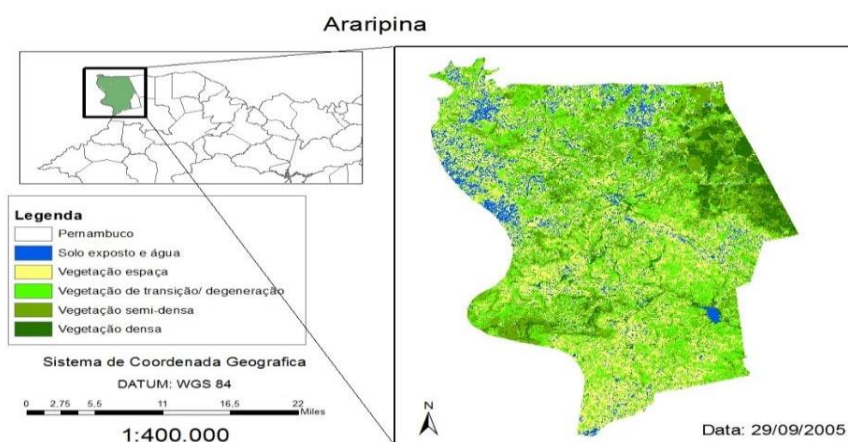 Araripina
Legenda
Pernambuco
Solo exposto e água
Vegetação espaça
Vegetação de transição/ degeneração
Vegetação semi-densa
Vegetação densa
Sistema de Coordenada Geografica
DATUM: WGS 84
0 2,75 5,5 11 16,5 22
Miles
1:400.000
N
Data: 29/09/2005